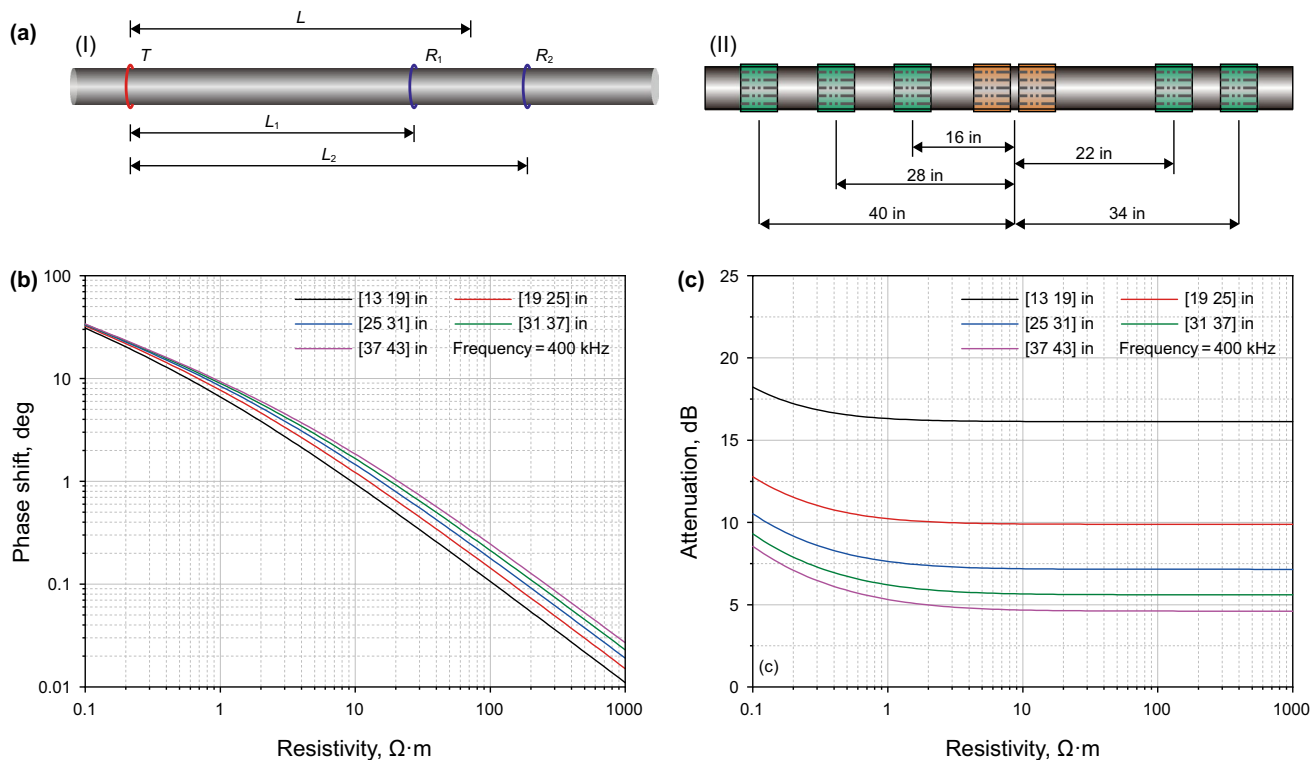 (a)
(I)
L
T
R1
R2
L1
L2
(II)
16 in
22 in
28 in
40 in
34 in
(b)
100
10
1
0.1
0.01
Phase shift, deg
[13 19] in
[19 25] in
[25 31] in
[31 37] in
[37 43] in
Frequency = 400 kHz
0.1
1
10
100
1000
Resistivity, Ω·m
(c)
25
20
15
10
5
0
Attenuation, dB
[13 19] in
[19 25] in
[25 31] in
[31 37] in
[37 43] in
Frequency = 400 kHz
(c)
0.1
1
10
100
1000
Resistivity, Ω·m